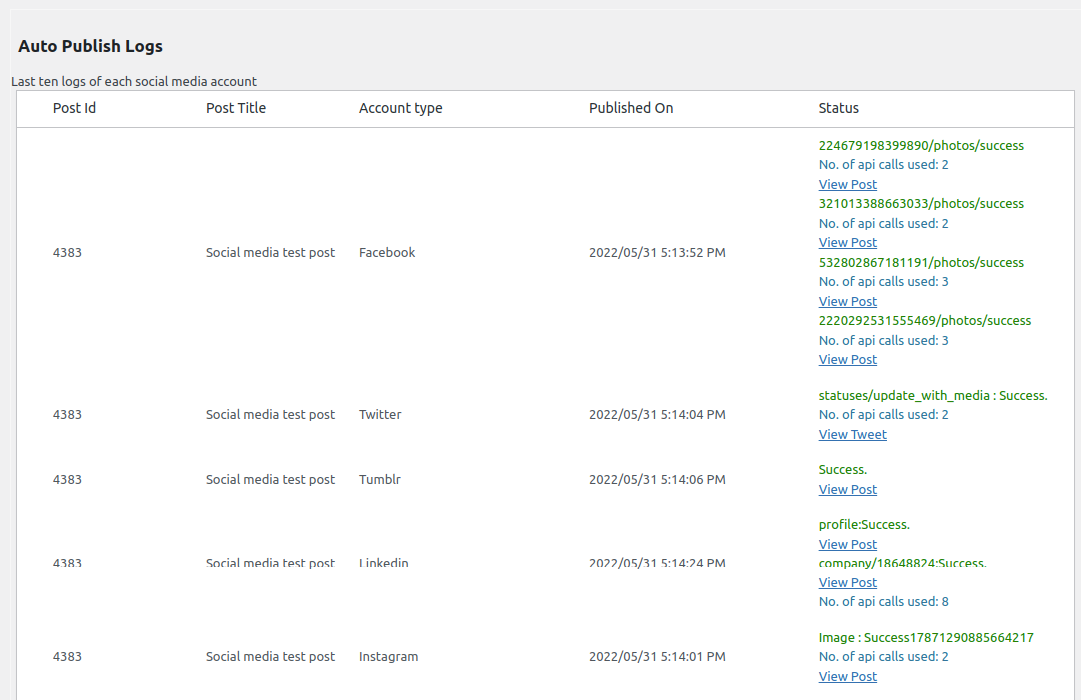 Auto Publish Logs
Last ten logs of each social media account
Post Id Post Title Account type Published On Status
224679198399890/photos/success
No. of api calls used: 2
View Post
321013388663033/photos/success
No. of api calls used: 2
View Post
4383 Social media test post Facebook 2022/05/31 5:13:52 PM
532802867181191/photos/success
No. of api calls used: 3
View Post
2220292531555469/photos/success
No. of api calls used: 3
View Post
statuses/update_with_media : Success.
4383 Social media test post Twitter 2022/05/31 5:14:04 PM No. of api calls used: 2
View Tweet
Success.
4383 Social media test post Tumblr 2022/05/31 5:14:06 PM
View Post
profile:Success.
View Post
4383 Social media test post Linkedin 2022/05/31 5:14:24 PM company/18648824:Success.
View Post
No. of api calls used: 8
Image : Success17871290885664217
4383 Social media test post Instagram 2022/05/31 5:14:01 PM No. of api calls used: 2
View Post